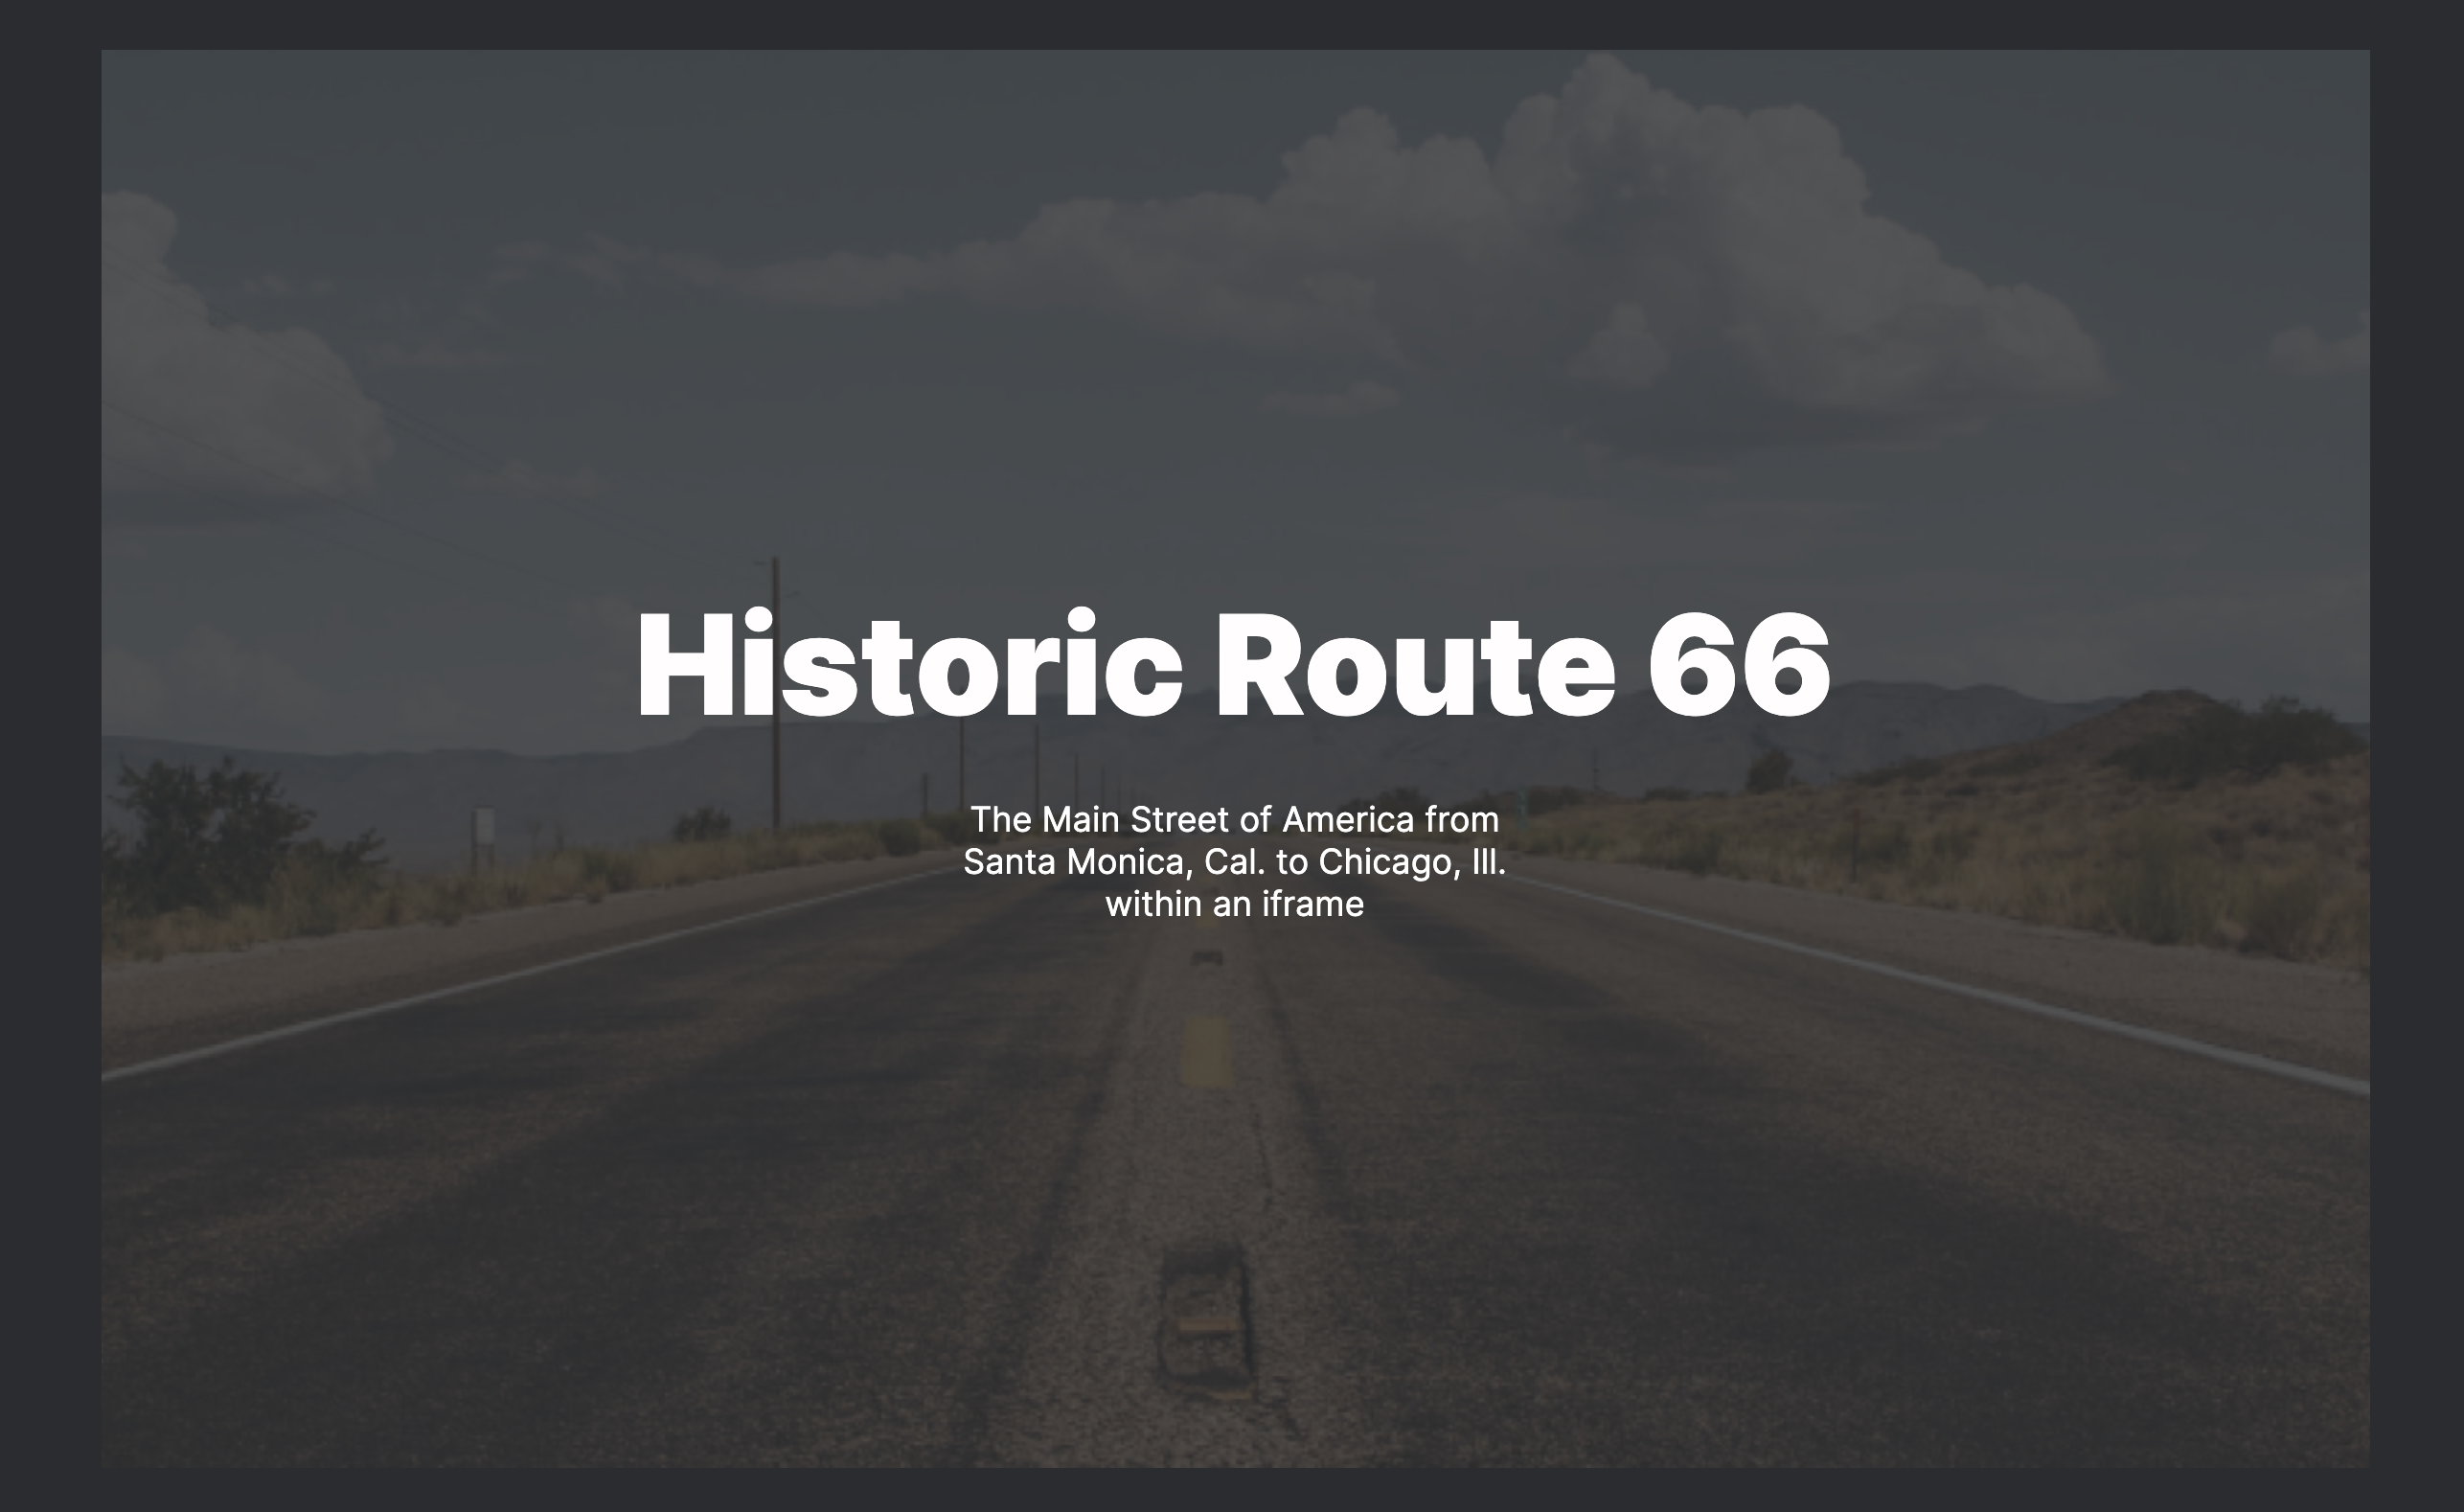 Historic Route 66
The Main Street of America from
Santa Monica, Cal. to Chicago, Ill.
within an iframe